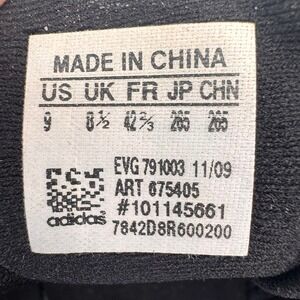 MADE IN CHINA
US UK FR JP CHN
9 8½ 42⅔ 265 265
EVG 791003 11/09
ART 675405
#101145661
adidas 7842D8R600200